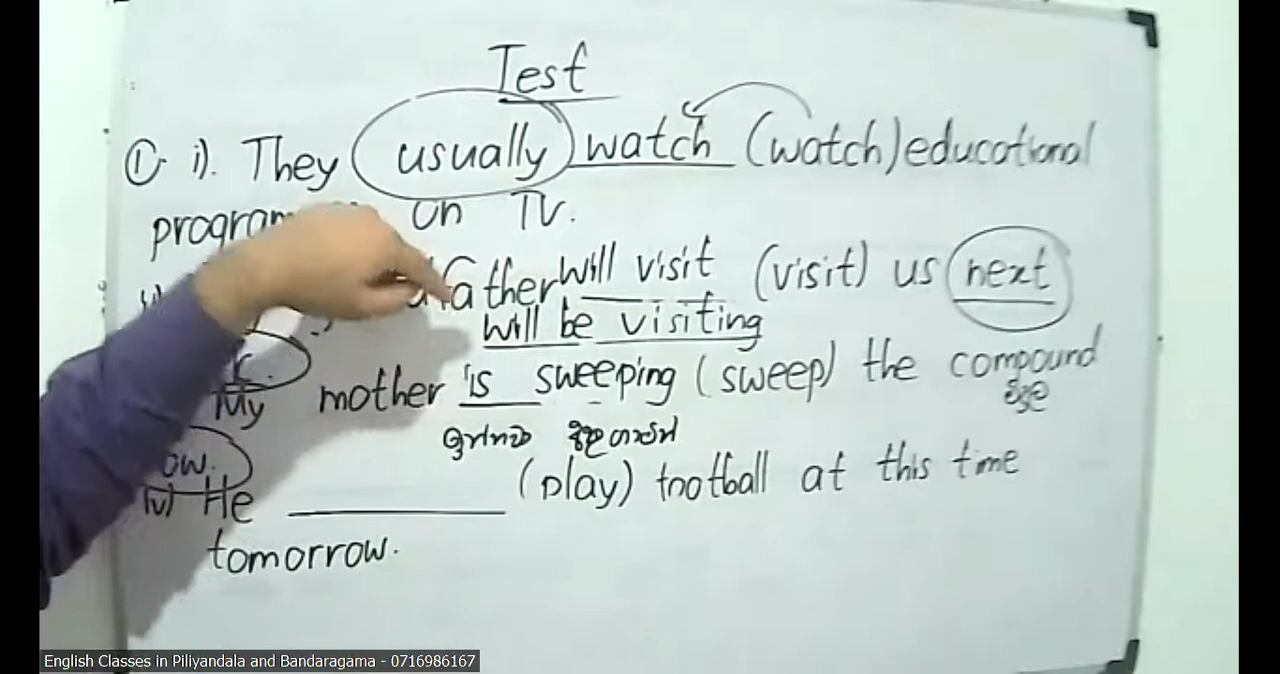 Test
① i). They usually watch (watch) educational
on TV.
will visit (visit) us next
will be visiting
My mother is sweeping (sweep) the compound
iv) He (play) football at this time
tomorrow.
English Classes in Piliyandala and Bandaragama - 0716986167